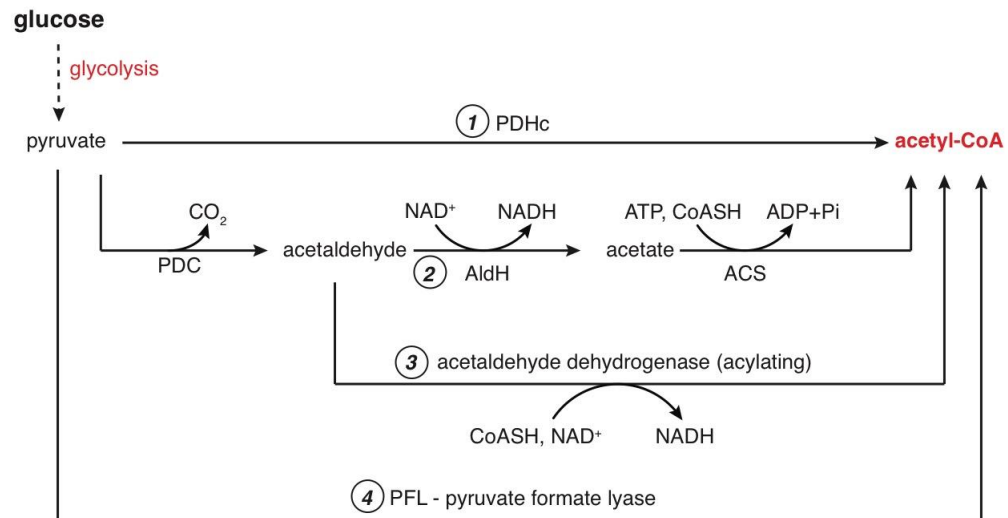 glucose
glycolysis
pyruvate
1 PDHc
acetyl-CoA
CO₂
PDC
acetaldehyde
NAD⁺ NADH
2 AldH
acetate
ATP, CoASH ADP+Pi
ACS
3 acetaldehyde dehydrogenase (acylating)
CoASH, NAD⁺ NADH
4 PFL - pyruvate formate lyase